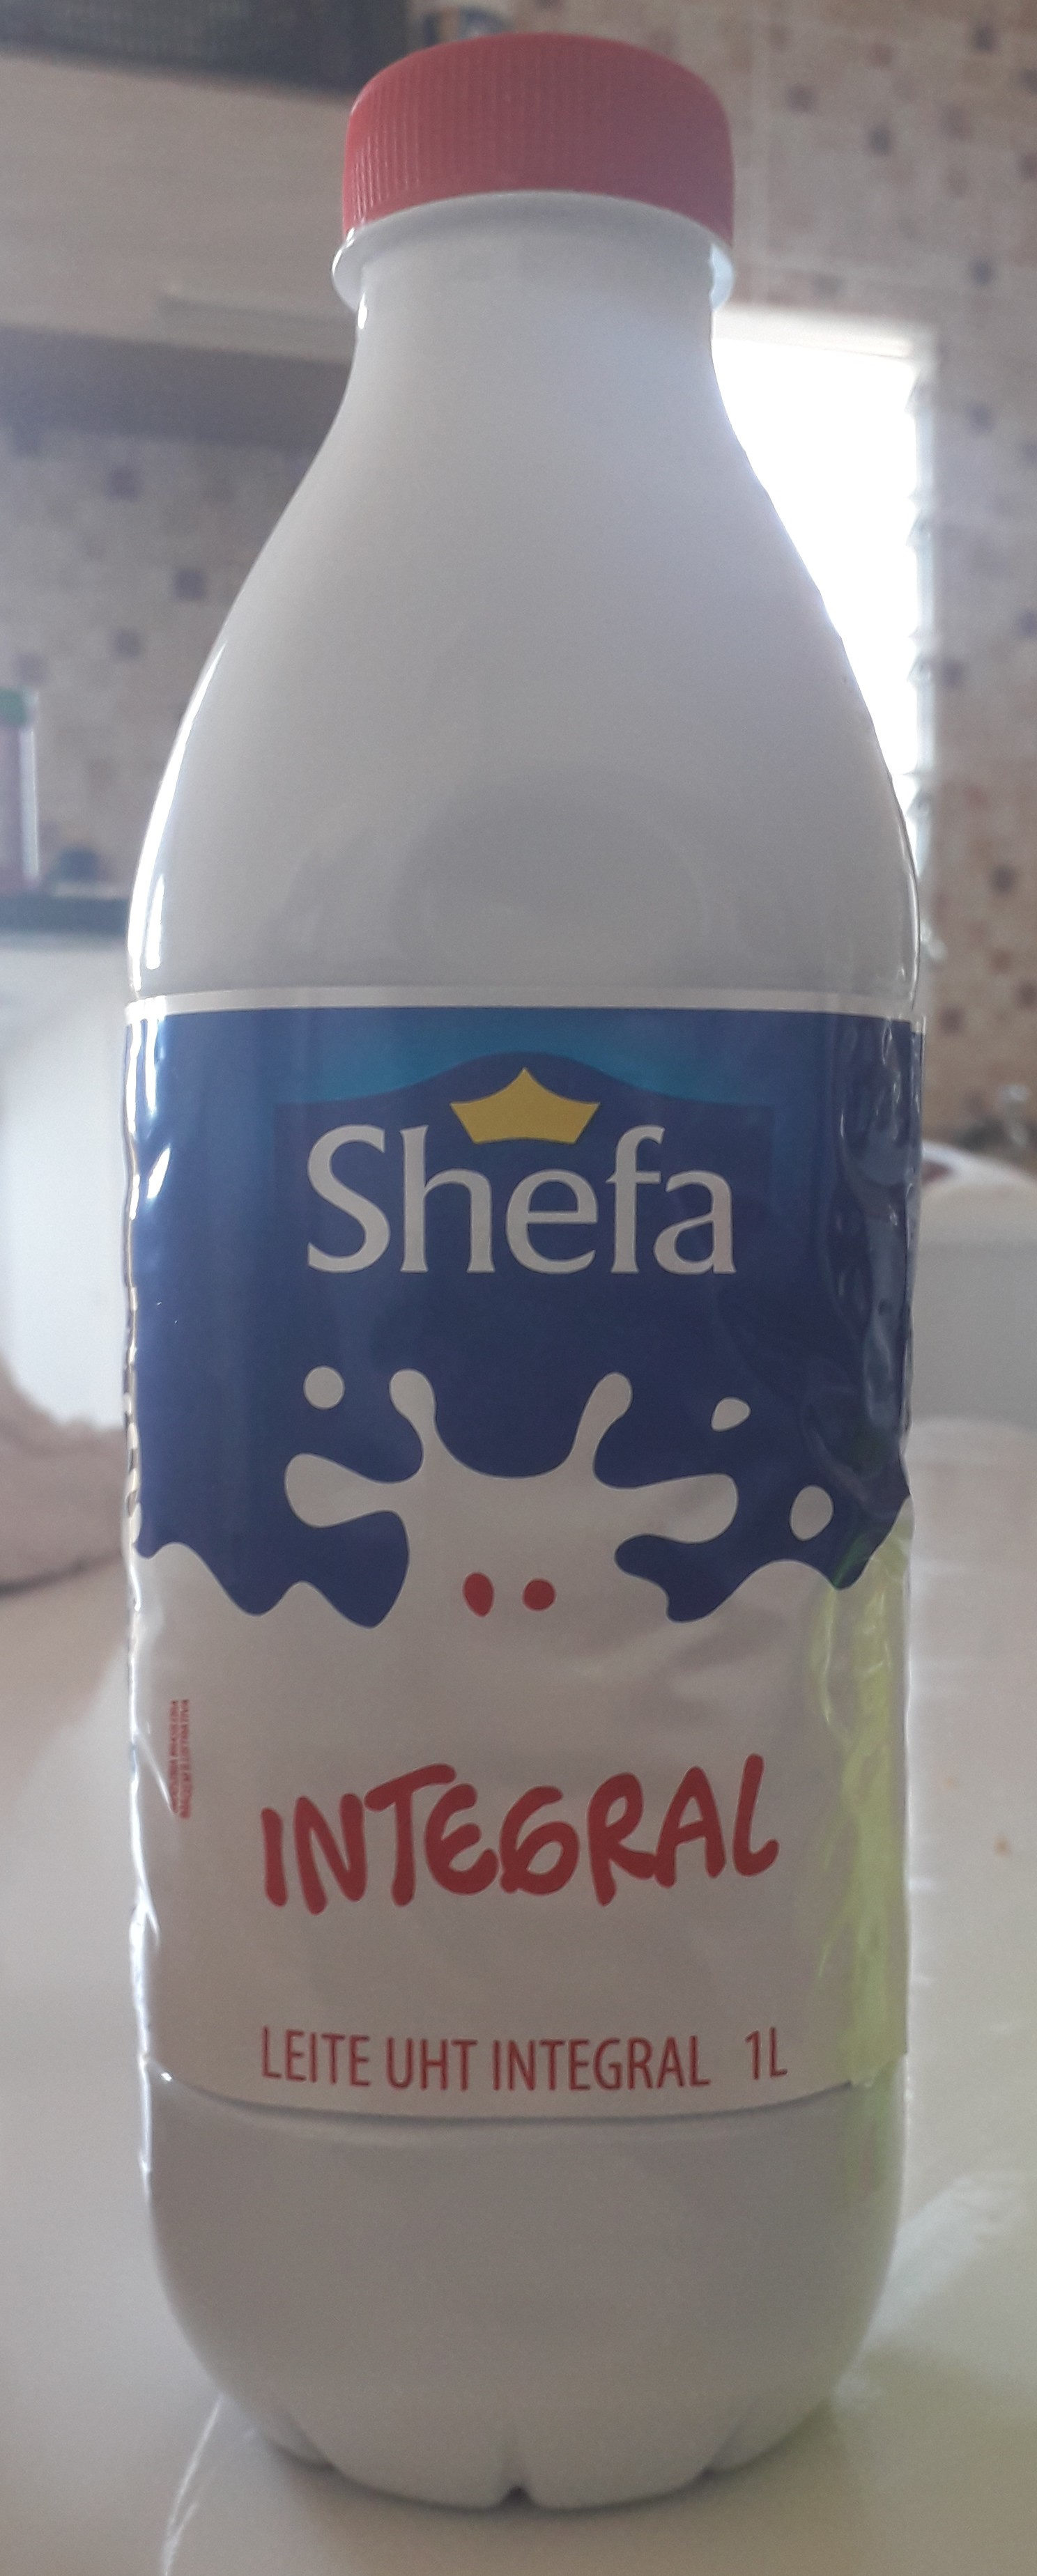 Shefa
INTEGRAL
LEITE UHT INTEGRAL 1L